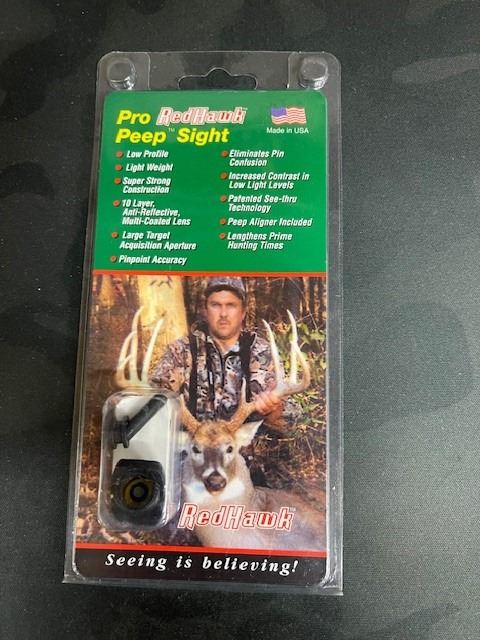 Pro RedHawk™
Peep™ Sight
Made in USA
Low Profile
Light Weight
Super Strong
Construction
10 Layer,
Anti-Reflective,
Multi-Coated Lens
Large Target
Acquisition Aperture
Pinpoint Accuracy
Eliminates Pin
Confusion
Increased Contrast in
Low Light Levels
Patented See-thru
Technology
Peep Aligner Included
Lengthens Prime
Hunting Times
RedHawk™
Seeing is believing!